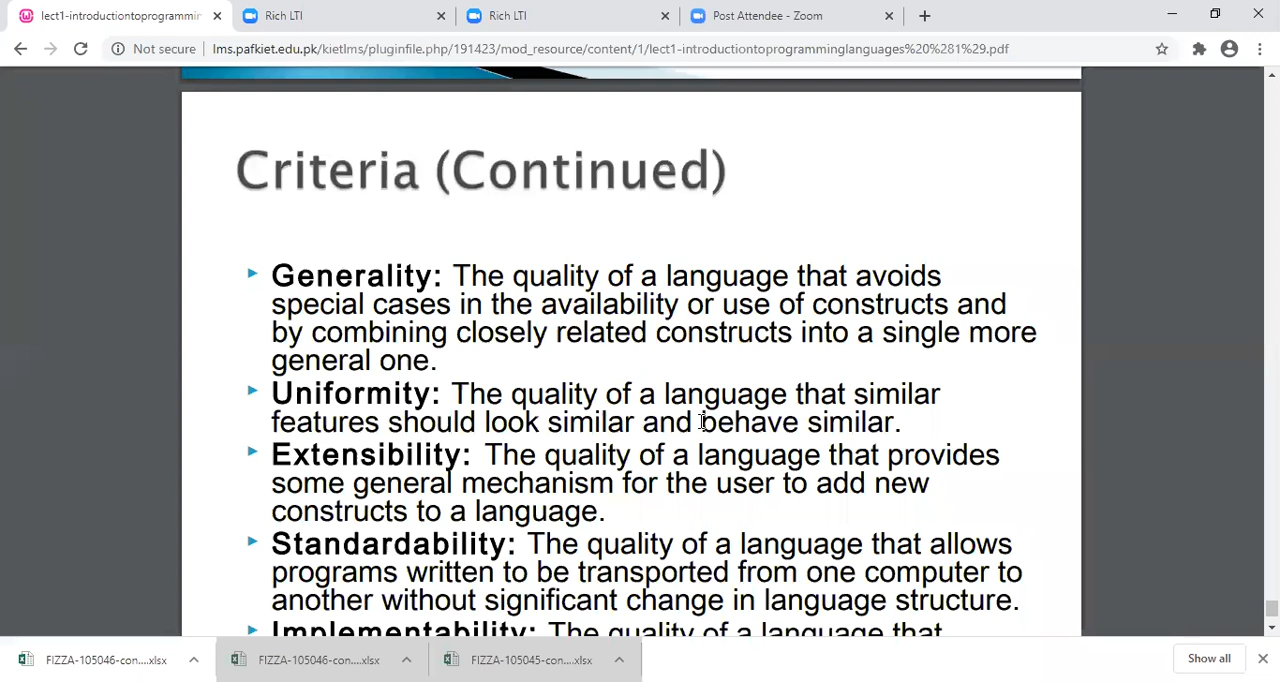 lect1-introductiontoprogrammin
Rich LTI
Rich LTI
Post Attendee - Zoom
Not secure
lms.pafkiet.edu.pk/kietlms/pluginfile.php/191423/mod_resource/content/1/lect1-introductiontoprogramminglanguages%20%281%29.pdf
Criteria (Continued)
Generality: The quality of a language that avoids
special cases in the availability or use of constructs and
by combining closely related constructs into a single more
general one.
Uniformity: The quality of a language that similar
features should look similar and behave similar.
Extensibility: The quality of a language that provides
some general mechanism for the user to add new
constructs to a language.
Standardability: The quality of a language that allows
programs written to be transported from one computer to
another without significant change in language structure.
Implementability: The quality of a language that
FIZZA-105046-con....xlsx
FIZZA-105046-con....xlsx
FIZZA-105045-con....xlsx
Show all